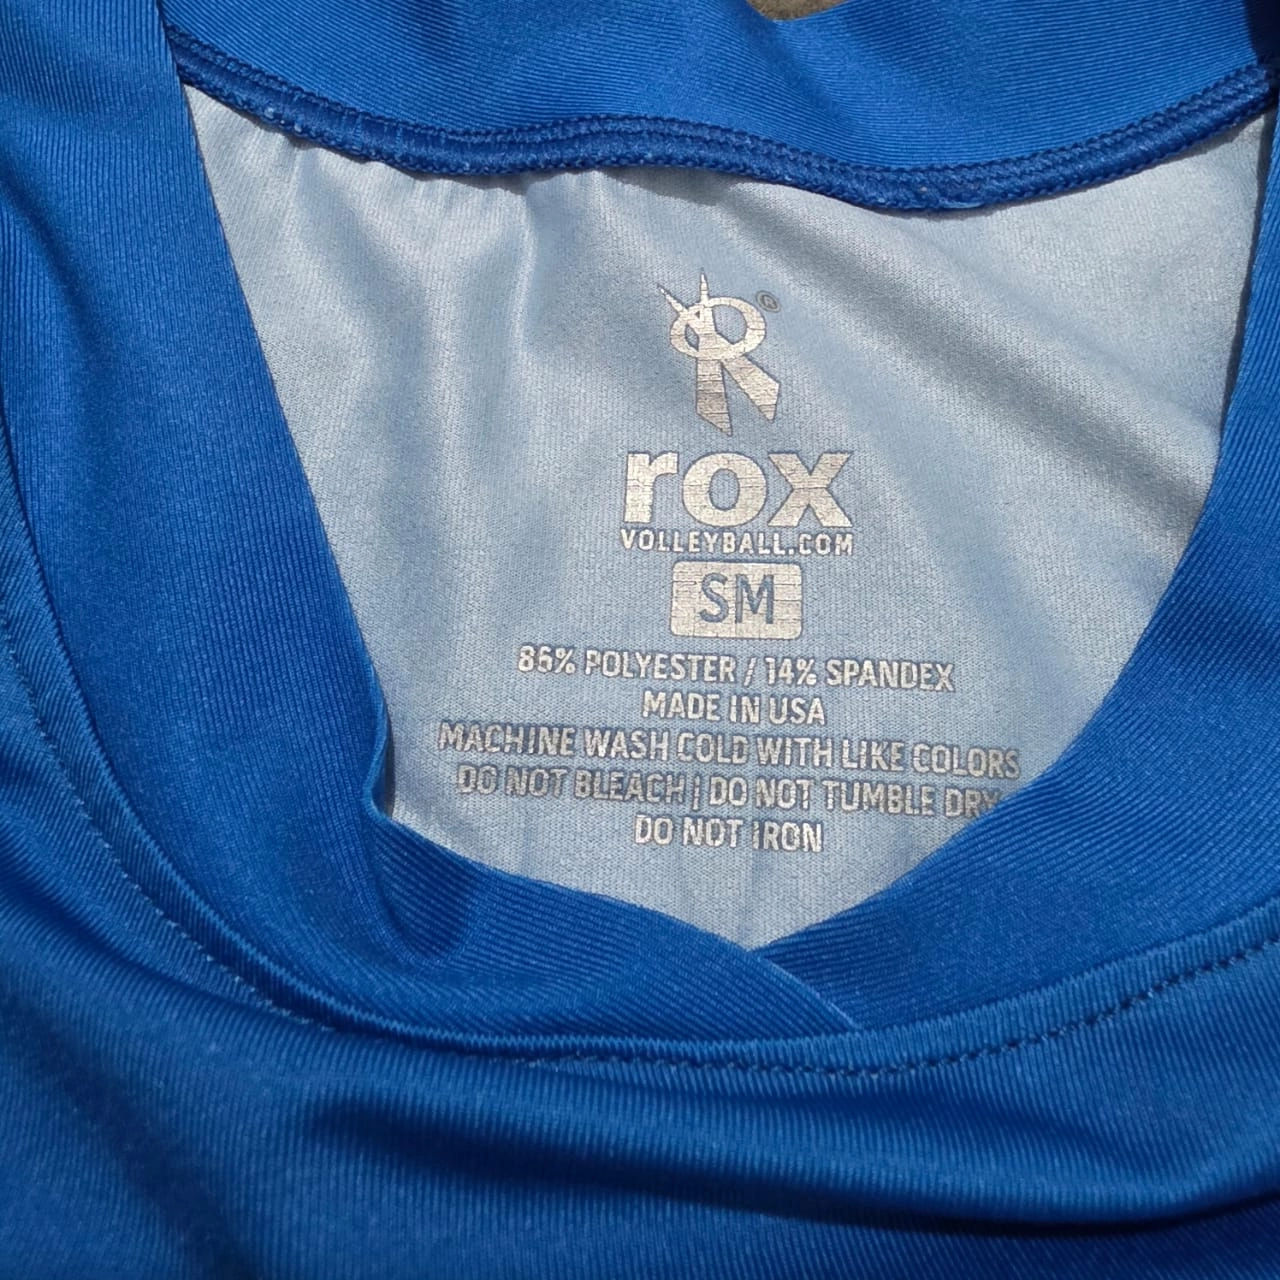 R®
rox
VOLLEYBALL.COM
SM
86% POLYESTER / 14% SPANDEX
MADE IN USA
MACHINE WASH COLD WITH LIKE COLORS
DO NOT BLEACH | DO NOT TUMBLE DRY
DO NOT IRON